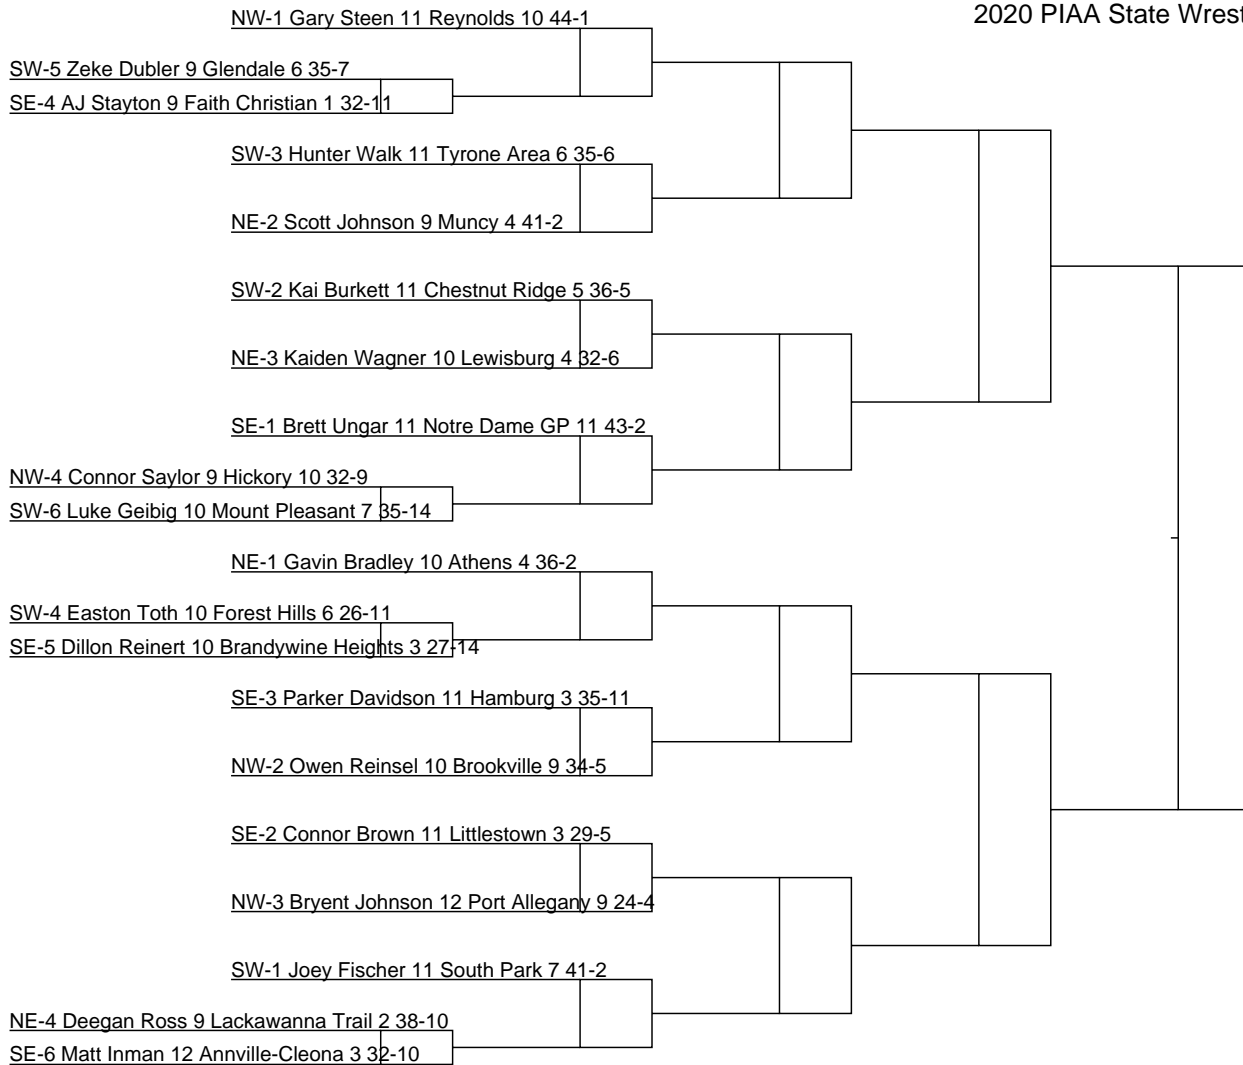 2020 PIAA State Wrest
NW-1 Gary Steen 11 Reynolds 10 44-1
SW-5 Zeke Dubler 9 Glendale 6 35-7
SE-4 AJ Stayton 9 Faith Christian 1 32-11
SW-3 Hunter Walk 11 Tyrone Area 6 35-6
NE-2 Scott Johnson 9 Muncy 4 41-2
SW-2 Kai Burkett 11 Chestnut Ridge 5 36-5
NE-3 Kaiden Wagner 10 Lewisburg 4 32-6
SE-1 Brett Ungar 11 Notre Dame GP 11 43-2
NW-4 Connor Saylor 9 Hickory 10 32-9
SW-6 Luke Geibig 10 Mount Pleasant 7 35-14
NE-1 Gavin Bradley 10 Athens 4 36-2
SW-4 Easton Toth 10 Forest Hills 6 26-11
SE-5 Dillon Reinert 10 Brandywine Heights 3 27-14
SE-3 Parker Davidson 11 Hamburg 3 35-11
NW-2 Owen Reinsel 10 Brookville 9 34-5
SE-2 Connor Brown 11 Littlestown 3 29-5
NW-3 Bryent Johnson 12 Port Allegany 9 24-4
SW-1 Joey Fischer 11 South Park 7 41-2
NE-4 Deegan Ross 9 Lackawanna Trail 2 38-10
SE-6 Matt Inman 12 Annville-Cleona 3 32-10